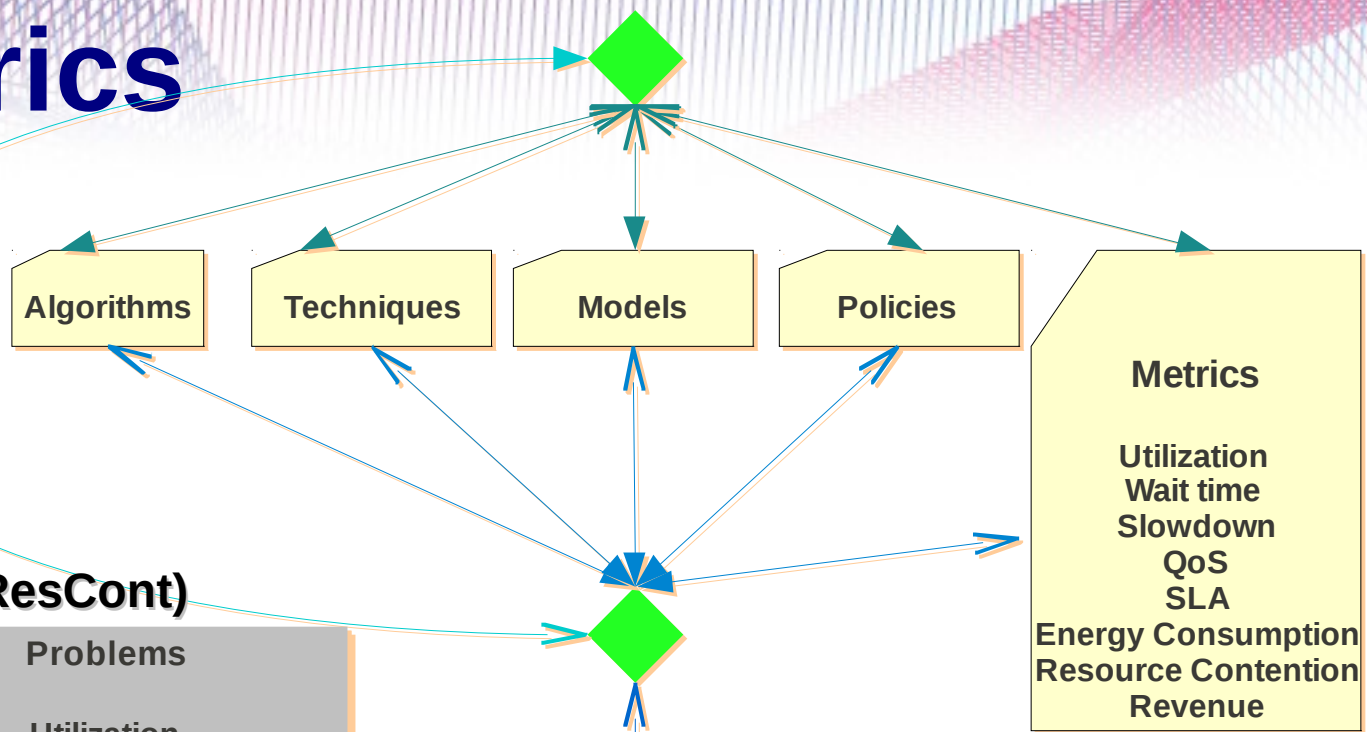 rics
Algorithms
Techniques
Models
Policies
Metrics
Utilization
Wait time
Slowdown
QoS
SLA
Energy Consumption
Resource Contention
Revenue
ResCont)
Problems
Utilization